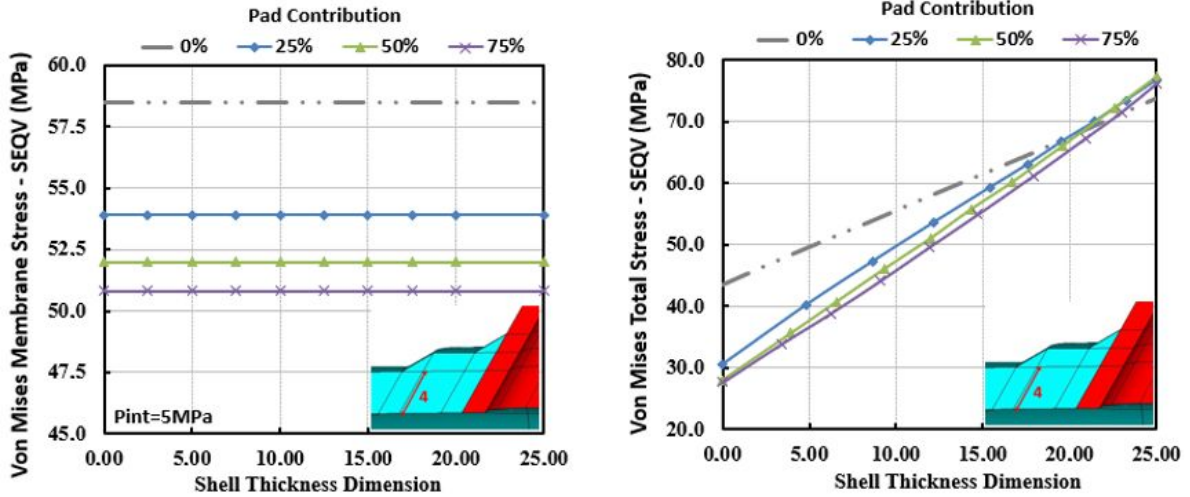 Pad Contribution
0% 25% 50% 75%
Von Mises Membrane Stress - SEQV (MPa)
60.0
57.5
55.0
52.5
50.0
47.5
45.0
4
Pint=5MPa
0.00 5.00 10.00 15.00 20.00 25.00
Shell Thickness Dimension
Pad Contribution
0% 25% 50% 75%
Von Mises Total Stress - SEQV (MPa)
80.0
70.0
60.0
50.0
40.0
30.0
20.0
4
0.00 5.00 10.00 15.00 20.00 25.00
Shell Thickness Dimension